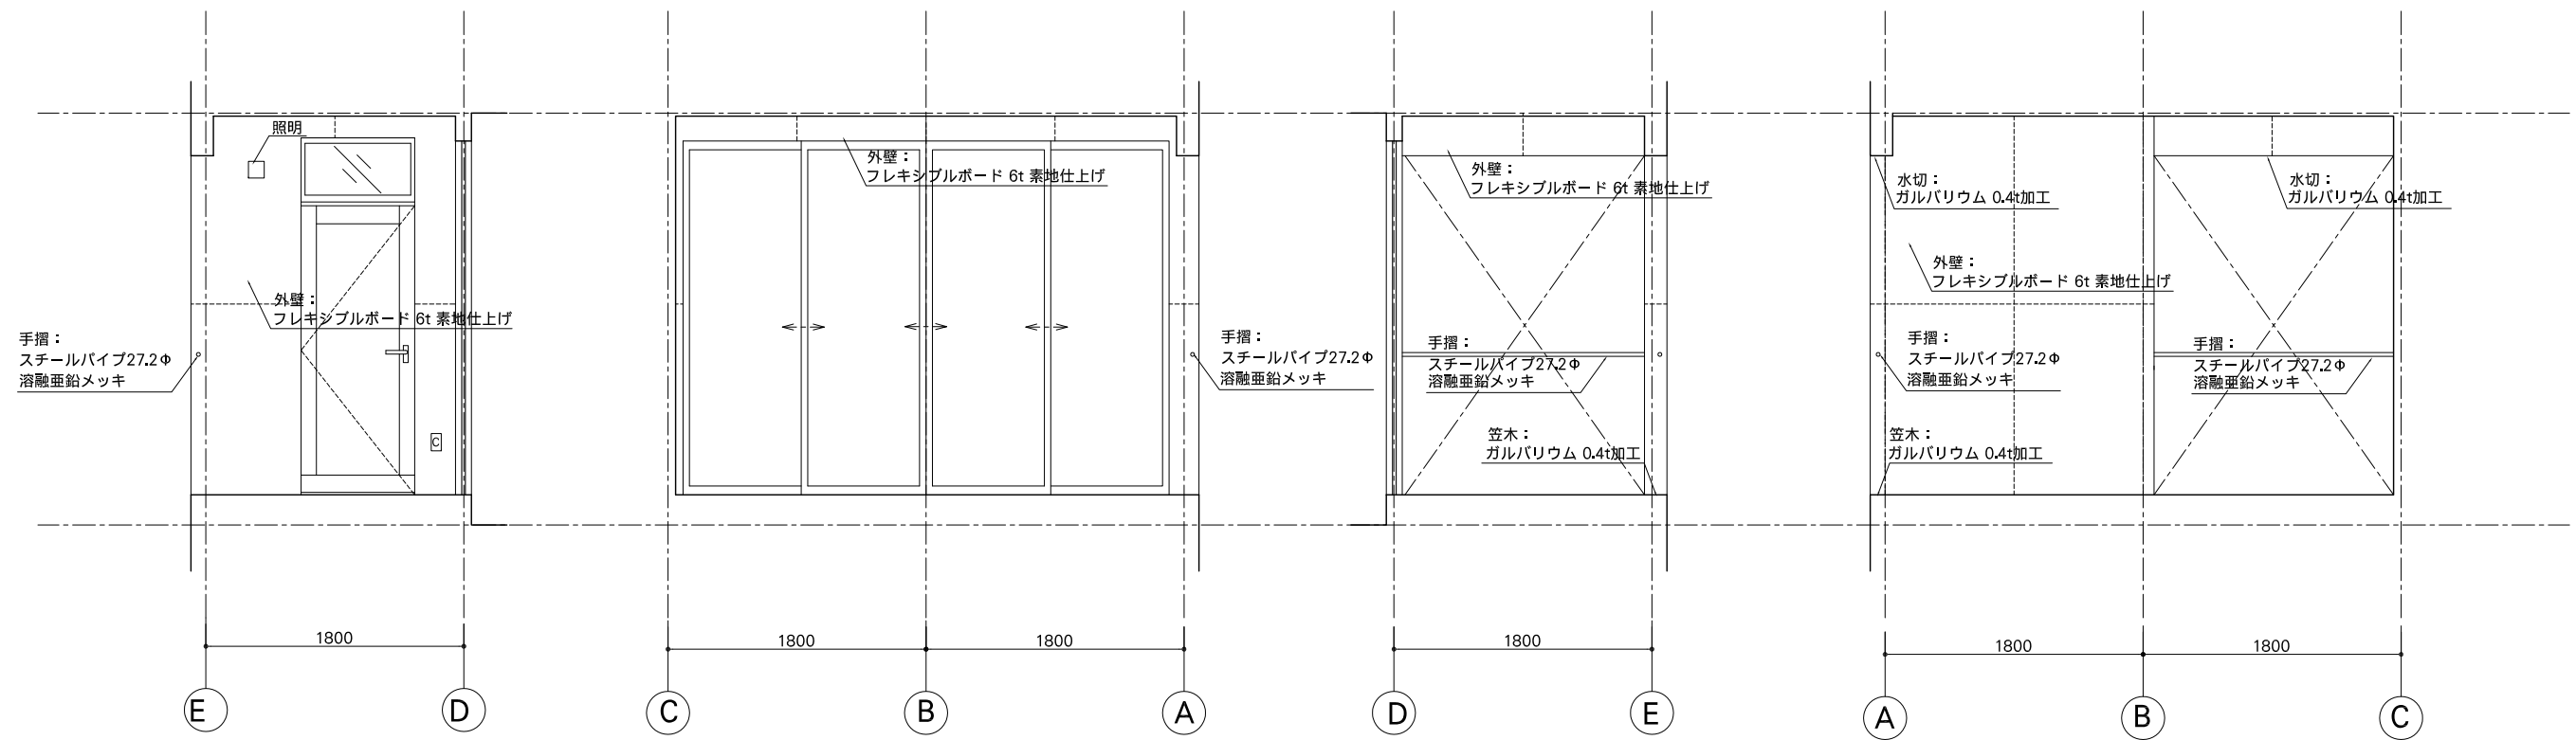 照明
外壁：
フレキシブルボード 6t 素地仕上げ
手摺：
スチールパイプ27.2Φ
溶融亜鉛メッキ
C
1800
E
D
外壁：
フレキシブルボード 6t 素地仕上げ
手摺：
スチールパイプ27.2Φ
溶融亜鉛メッキ
1800
1800
C
B
A
外壁：
フレキシブルボード 6t 素地仕上げ
手摺：
スチールパイプ27.2Φ
溶融亜鉛メッキ
笠木：
ガルバリウム 0.4t加工
1800
D
E
水切：
ガルバリウム 0.4t加工
水切：
ガルバリウム 0.4t加工
外壁：
フレキシブルボード 6t 素地仕上げ
手摺：
スチールパイプ27.2Φ
溶融亜鉛メッキ
手摺：
スチールパイプ27.2Φ
溶融亜鉛メッキ
笠木：
ガルバリウム 0.4t加工
1800
1800
A
B
C